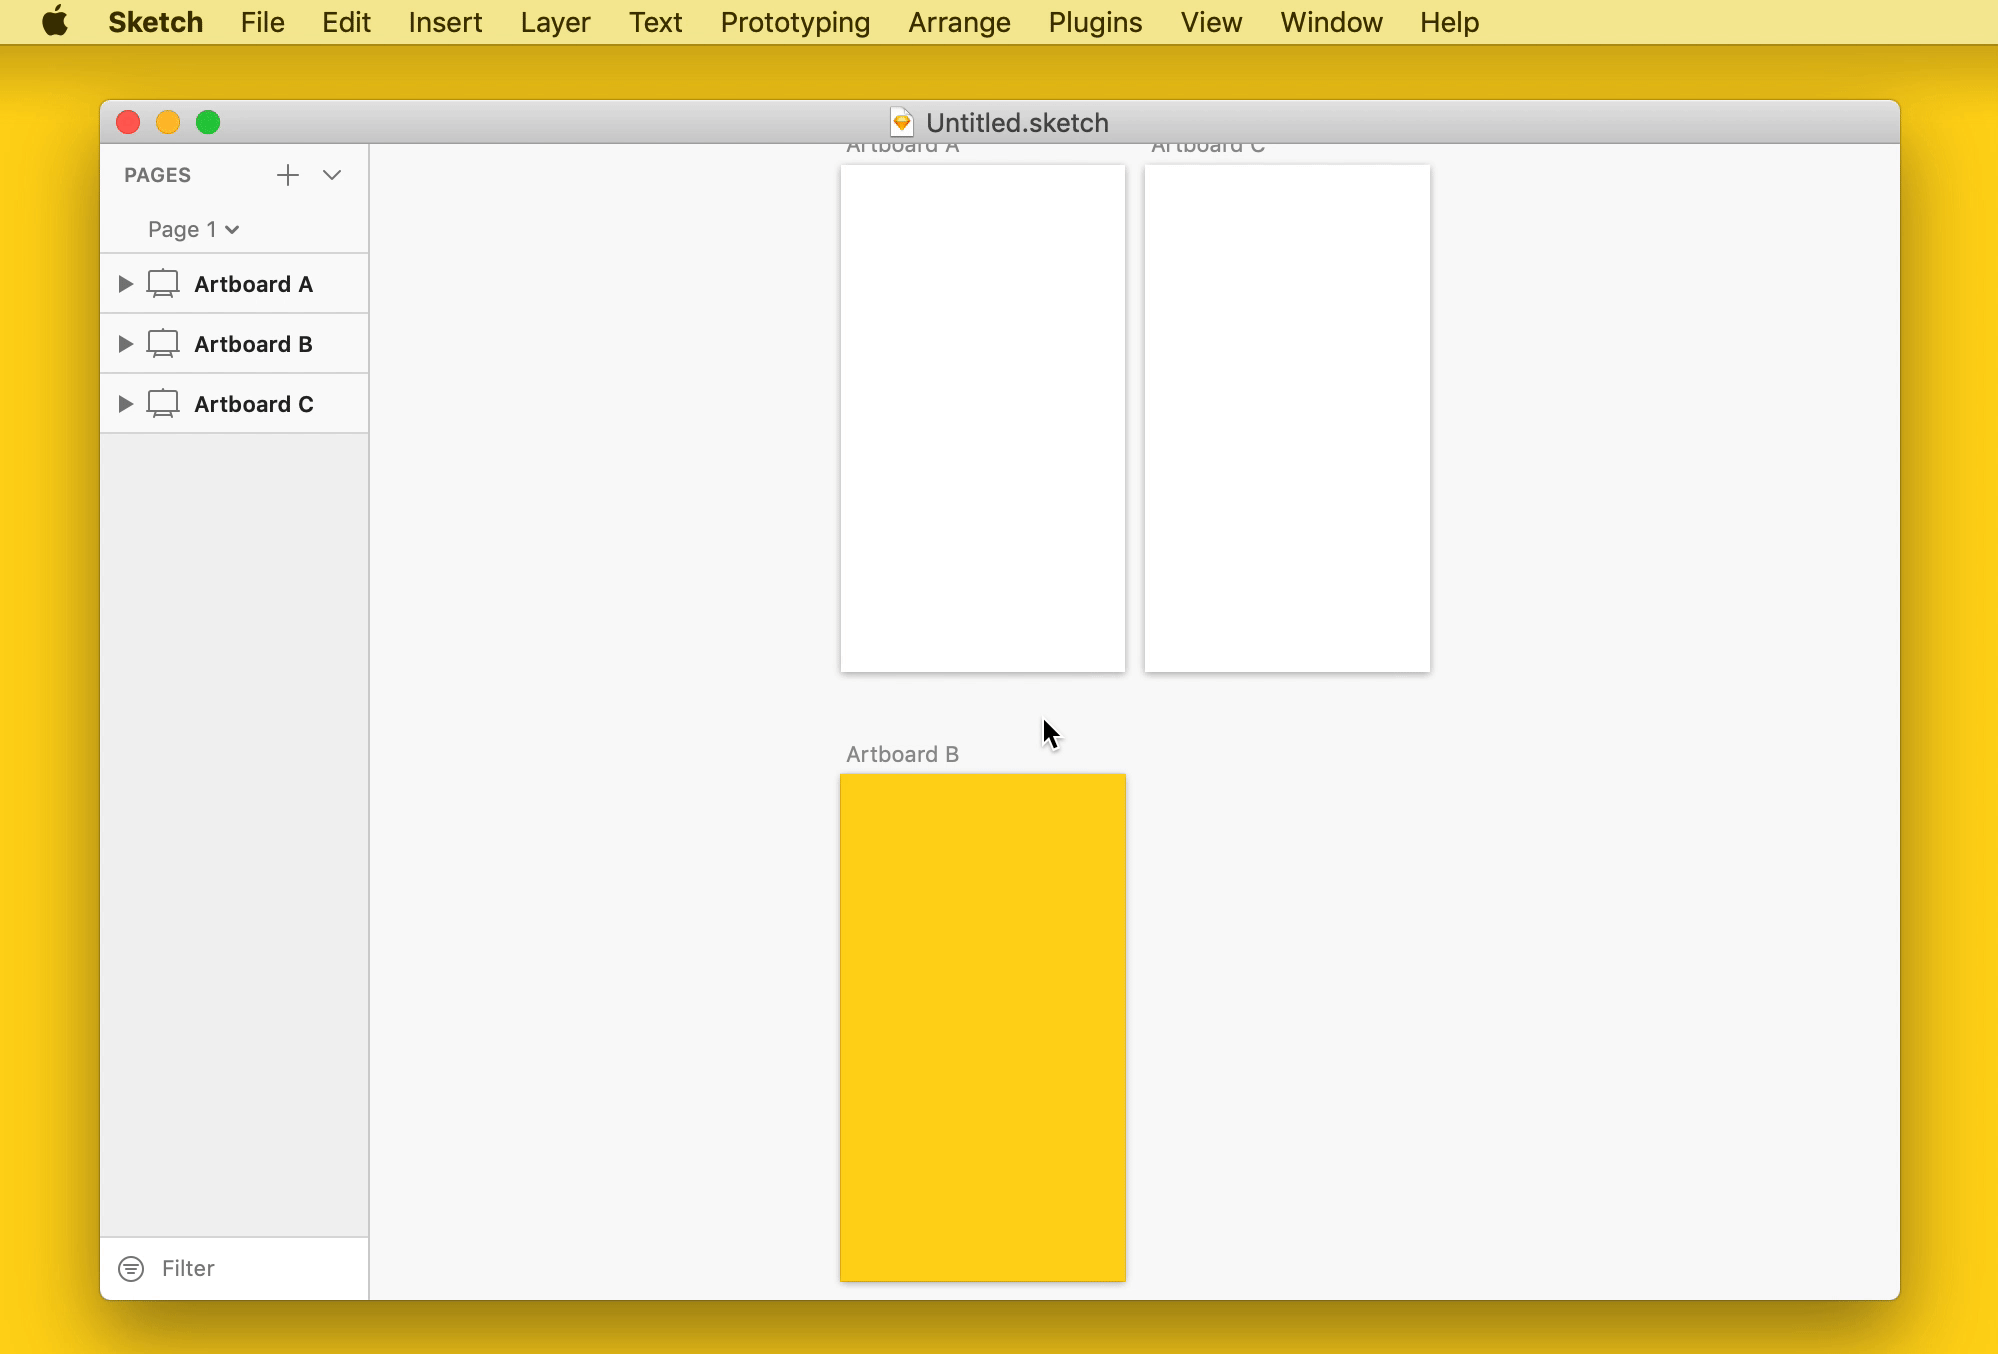 Sketch File Edit Insert Layer Text Prototyping Arrange Plugins View Window Help
Untitled.sketch
PAGES
Page 1
Artboard A
Artboard B
Artboard C
Filter
Artboard A Artboard C
Artboard B